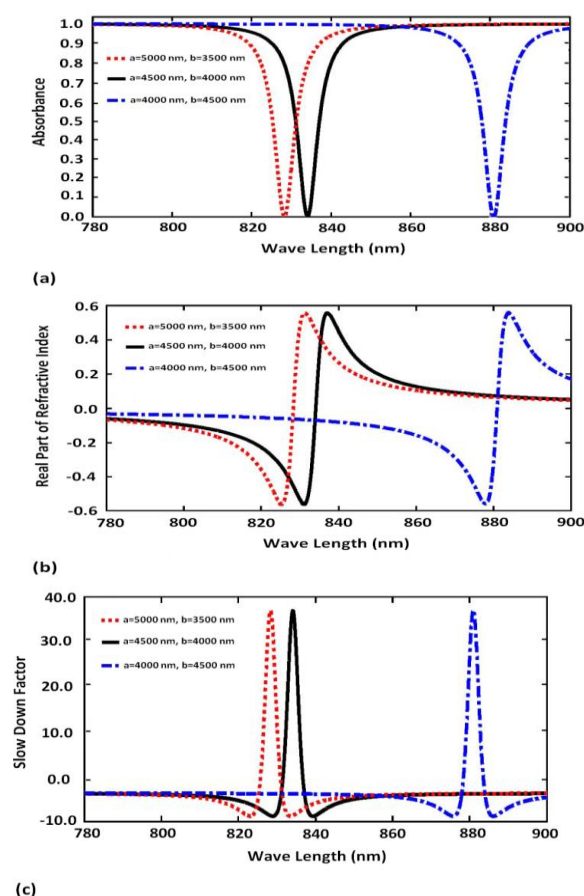 1.0
0.9
0.8
0.7
0.6
0.5
0.4
0.3
0.2
0.1
0.0
Absorbance
a=5000 nm, b=3500 nm
a=4500 nm, b=4000 nm
a=4000 nm, b=4500 nm
780 800 820 840 860 880 900
Wave Length (nm)
(a)
0.6
0.4
0.2
0.0
-0.2
-0.4
-0.6
Real Part of Refractive Index
a=5000 nm, b=3500 nm
a=4500 nm, b=4000 nm
a=4000 nm, b=4500 nm
780 800 820 840 860 880 900
Wave Length (nm)
(b)
40.0
30.0
20.0
10.0
0.0
-10.0
Slow Down Factor
a=5000 nm, b=3500 nm
a=4500 nm, b=4000 nm
a=4000 nm, b=4500 nm
780 800 820 840 860 880 900
Wave Length (nm)
(c)